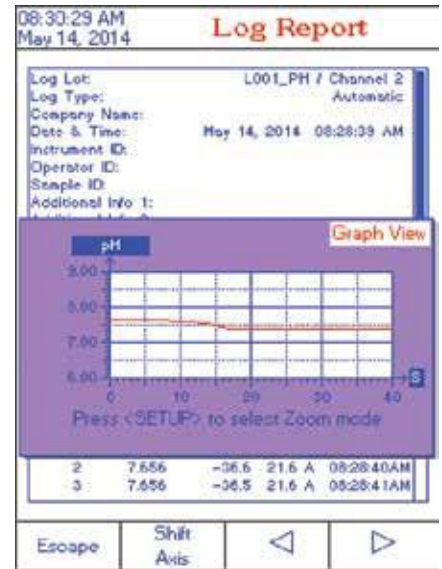 08:30:29 AM
May 14, 2014
Log Report
Log Lot: L001_PH / Channel 2
Log Type: Automatic
Company Name:
Date & Time: May 14, 2014 08:28:39 AM
Instrument ID:
Operator ID:
Sample ID:
Additional Info 1:
Graph View
pH
9.00
8.00
7.00
6.00
0 10 20 30 40 S
Press <SETUP> to select Zoom mode
2 7.656 -36.6 21.6 A 08:28:40AM
3 7.656 -36.5 21.6 A 08:28:41AM
Escape
Shift
Axis